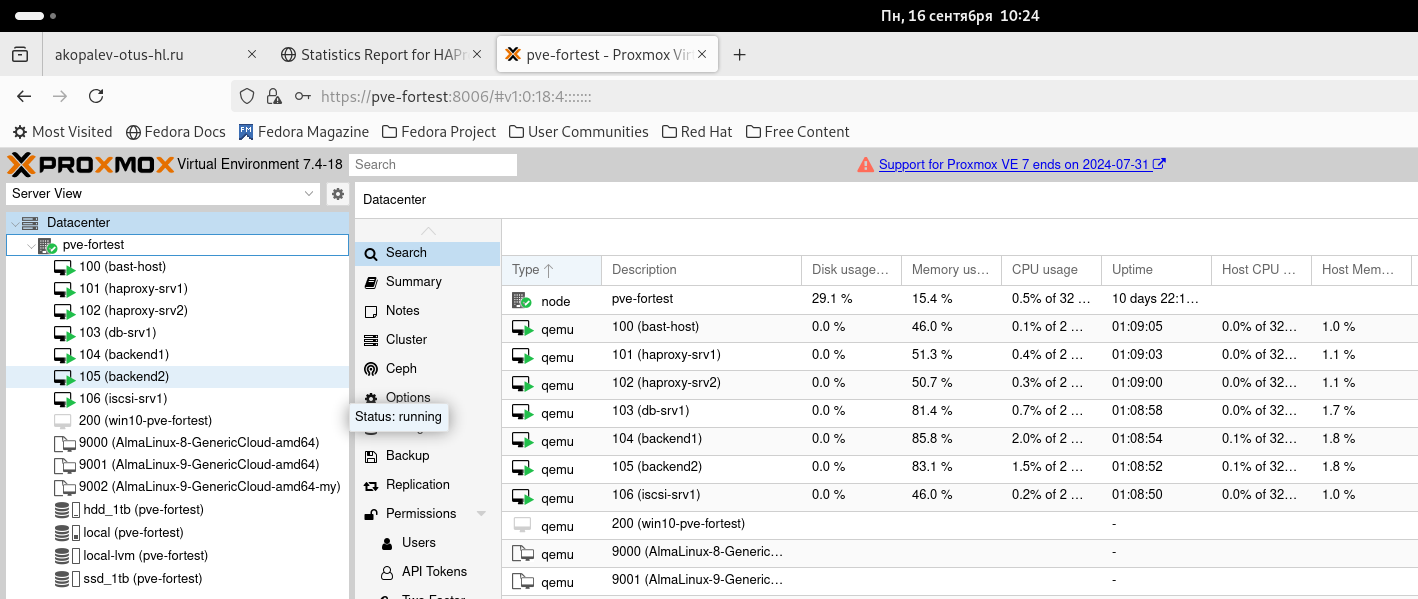 Пн, 16 сентября 10:24
akopalev-otus-hl.ru
Statistics Report for HAPr
pve-fortest - Proxmox Virt
https://pve-fortest:8006/#v1:0:18:4:::::::
Most Visited Fedora Docs Fedora Magazine Fedora Project User Communities Red Hat Free Content
PROXMOX Virtual Environment 7.4-18 Search Support for Proxmox VE 7 ends on 2024-07-31
Server View
Datacenter
pve-fortest
100 (bast-host)
101 (haproxy-srv1)
102 (haproxy-srv2)
103 (db-srv1)
104 (backend1)
105 (backend2)
106 (iscsi-srv1)
200 (win10-pve-fortest)
9000 (AlmaLinux-8-GenericCloud-amd64)
9001 (AlmaLinux-9-GenericCloud-amd64)
9002 (AlmaLinux-9-GenericCloud-amd64-my)
hdd_1tb (pve-fortest)
local (pve-fortest)
local-lvm (pve-fortest)
ssd_1tb (pve-fortest)
Datacenter
Search
Summary
Notes
Cluster
Ceph
Options
Status: running
Backup
Replication
Permissions
Users
API Tokens
Type Description Disk usage... Memory us... CPU usage Uptime Host CPU ... Host Mem...
node pve-fortest 29.1 % 15.4 % 0.5% of 32 ... 10 days 22:1...
qemu 100 (bast-host) 0.0 % 46.0 % 0.1% of 2 ... 01:09:05 0.0% of 32... 1.0 %
qemu 101 (haproxy-srv1) 0.0 % 51.3 % 0.4% of 2 ... 01:09:03 0.0% of 32... 1.1 %
qemu 102 (haproxy-srv2) 0.0 % 50.7 % 0.3% of 2 ... 01:09:00 0.0% of 32... 1.1 %
qemu 103 (db-srv1) 0.0 % 81.4 % 0.7% of 2 ... 01:08:58 0.0% of 32... 1.7 %
qemu 104 (backend1) 0.0 % 85.8 % 2.0% of 2 ... 01:08:54 0.1% of 32... 1.8 %
qemu 105 (backend2) 0.0 % 83.1 % 1.5% of 2 ... 01:08:52 0.1% of 32... 1.8 %
qemu 106 (iscsi-srv1) 0.0 % 46.0 % 0.2% of 2 ... 01:08:50 0.0% of 32... 1.0 %
qemu 200 (win10-pve-fortest) -
qemu 9000 (AlmaLinux-8-Generic... -
qemu 9001 (AlmaLinux-9-Generic... -